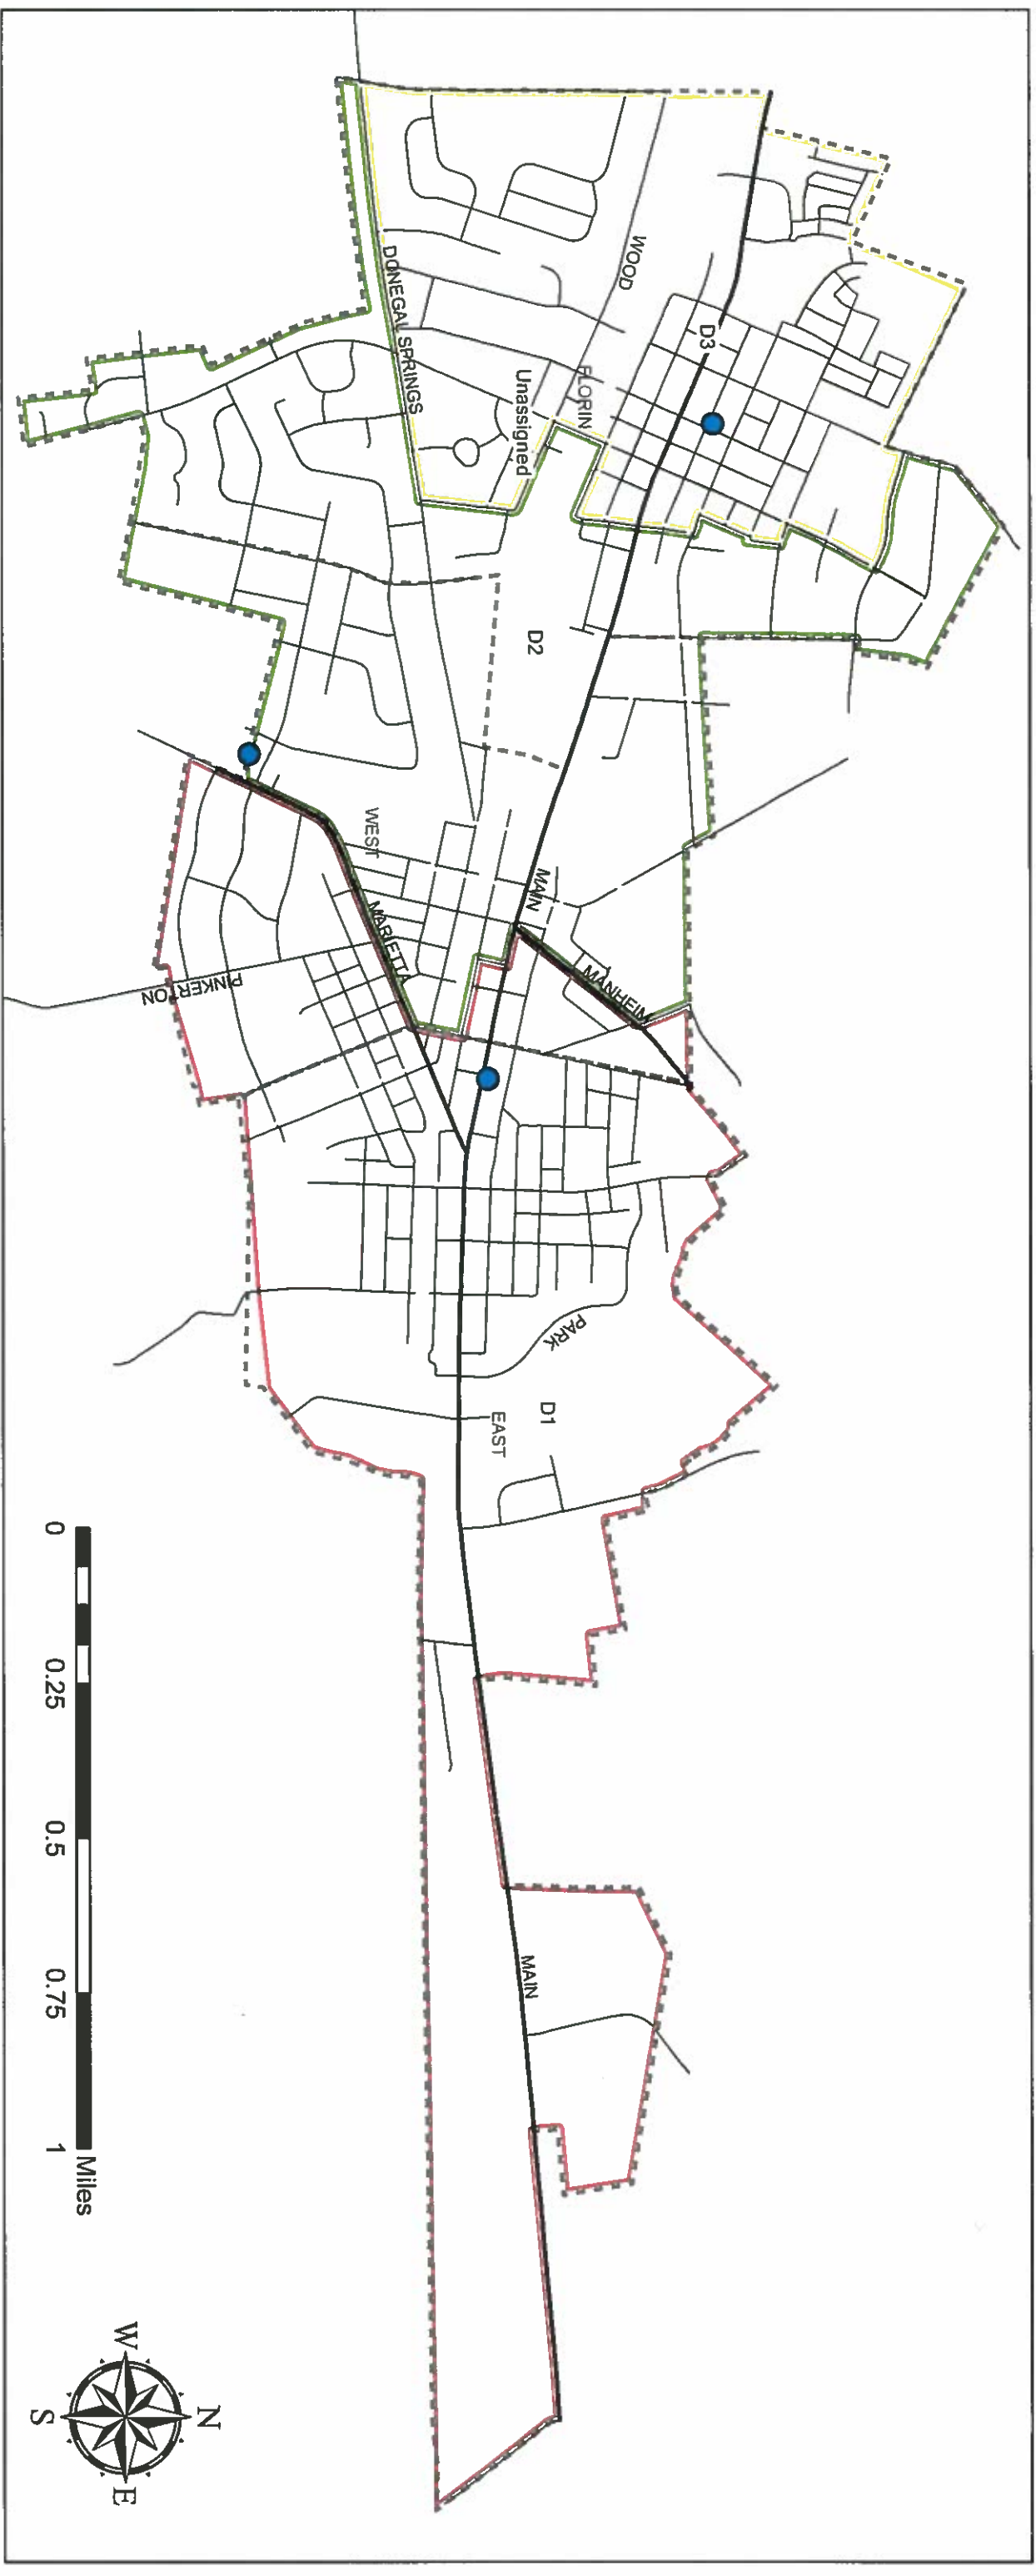 WOOD
D3
DONEGAL SPRINGS
FLORIN
Unassigned
D2
WEST
MAIN
MARIETTA
MANHEIM
PINKERTON
PARK
D1
EAST
MAIN
0 0.25 0.5 0.75 1
Miles
N
W
E
S